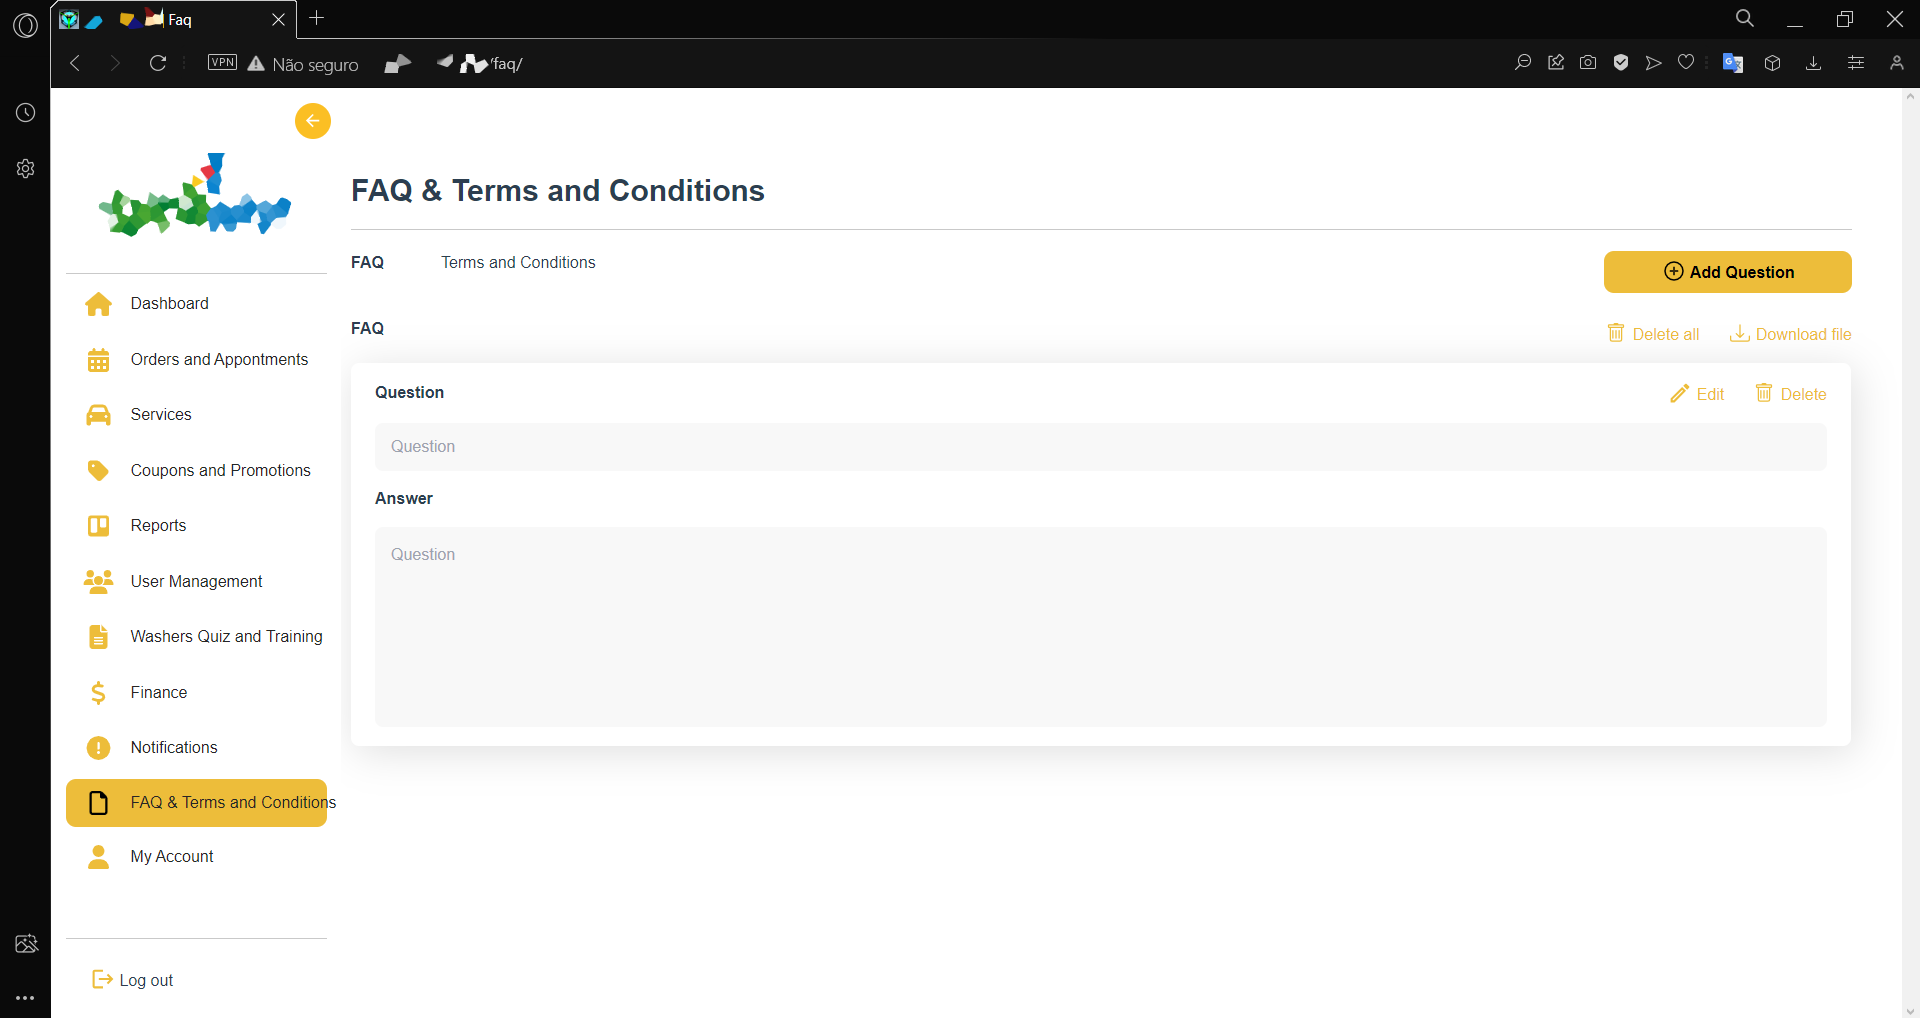 Faq
VPN Não seguro /faq/
FAQ & Terms and Conditions
FAQ Terms and Conditions
Add Question
FAQ
Delete all Download file
Question
Edit Delete
Question
Answer
Question
Dashboard
Orders and Appontments
Services
Coupons and Promotions
Reports
User Management
Washers Quiz and Training
Finance
Notifications
FAQ & Terms and Conditions
My Account
Log out